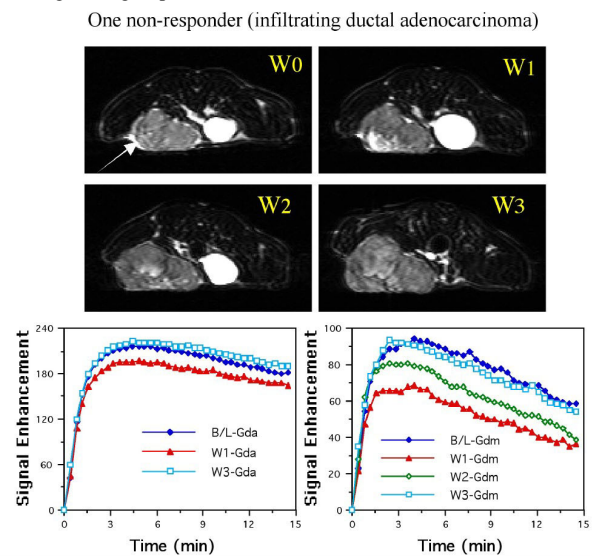 One non-responder (infiltrating ductal adenocarcinoma)
W0
W1
W2
W3
Signal Enhancement
240
180
120
60
0
B/L-Gda
W1-Gda
W3-Gda
0 3 6 9 12 15
Time (min)
Signal Enhancement
100
80
60
40
20
0
B/L-Gdm
W1-Gdm
W2-Gdm
W3-Gdm
0 3 6 9 12 15
Time (min)